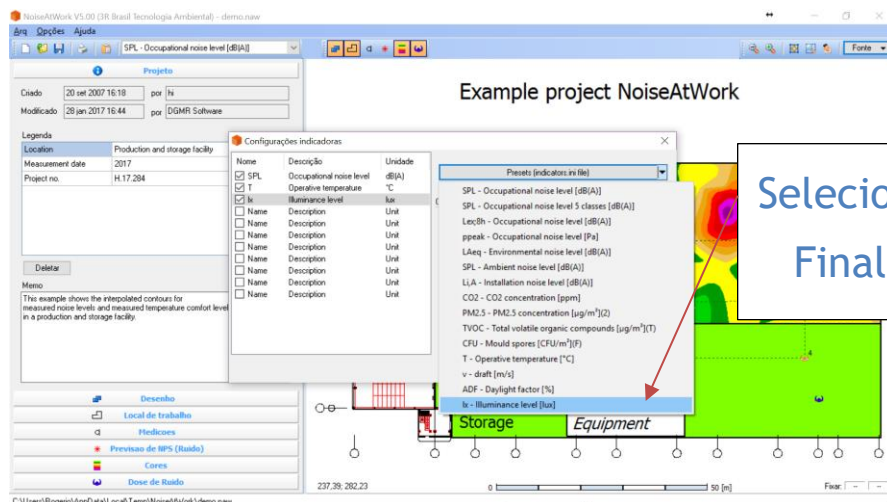 NoiseAtWork V5.00 (3R Brasil Tecnologia Ambiental) - demo.naw
Arq Opções Ajuda
SPL - Occupational noise level [dB(A)]
Fonte
Projeto
Criado 20 set 2007 16:18 por hi
Modificado 28 jan 2017 16:44 por DGMR Software
Legenda
Location Production and storage facility
Measurement date 2017
Project no. H.17.284
Deletar
Memo
This example shows the interpolated contours for
measured noise levels and measured temperature comfort level
in a production and storage facility.
Desenho
Local de trabalho
Medicoes
Previsao de NPS (Ruido)
Cores
Dose de Ruido
C:\Users\Rogerio\AppData\Local\Temp\NoiseAtWork\demo.naw
Example project NoiseAtWork
Configurações indicadoras
Nome Descrição Unidade
SPL Occupational noise level dB(A)
T Operative temperature °C
lx Illuminance level lux
Name Description Unit
Name Description Unit
Name Description Unit
Name Description Unit
Name Description Unit
Name Description Unit
Name Description Unit
Name Description Unit
Presets (indicators.ini file)
SPL - Occupational noise level [dB(A)]
SPL - Occupational noise level 5 classes [dB(A)]
Lex;8h - Occupational noise level [dB(A)]
ppeak - Occupational noise level [Pa]
LAeq - Environmental noise level [dB(A)]
SPL - Ambient noise level [dB(A)]
Li,A - Installation noise level [dB(A)]
CO2 - CO2 concentration [ppm]
PM2.5 - PM2.5 concentration [µg/m³](2)
TVOC - Total volatile organic compounds [µg/m³](T)
CFU - Mould spores [CFU/m³](F)
T - Operative temperature [°C]
v - draft [m/s]
ADF - Daylight factor [%]
lx - Illuminance level [lux]
Selecio
Final
4
Storage
Equipment
237,39; 282,23
0
50 [m]
Fixar: -- --